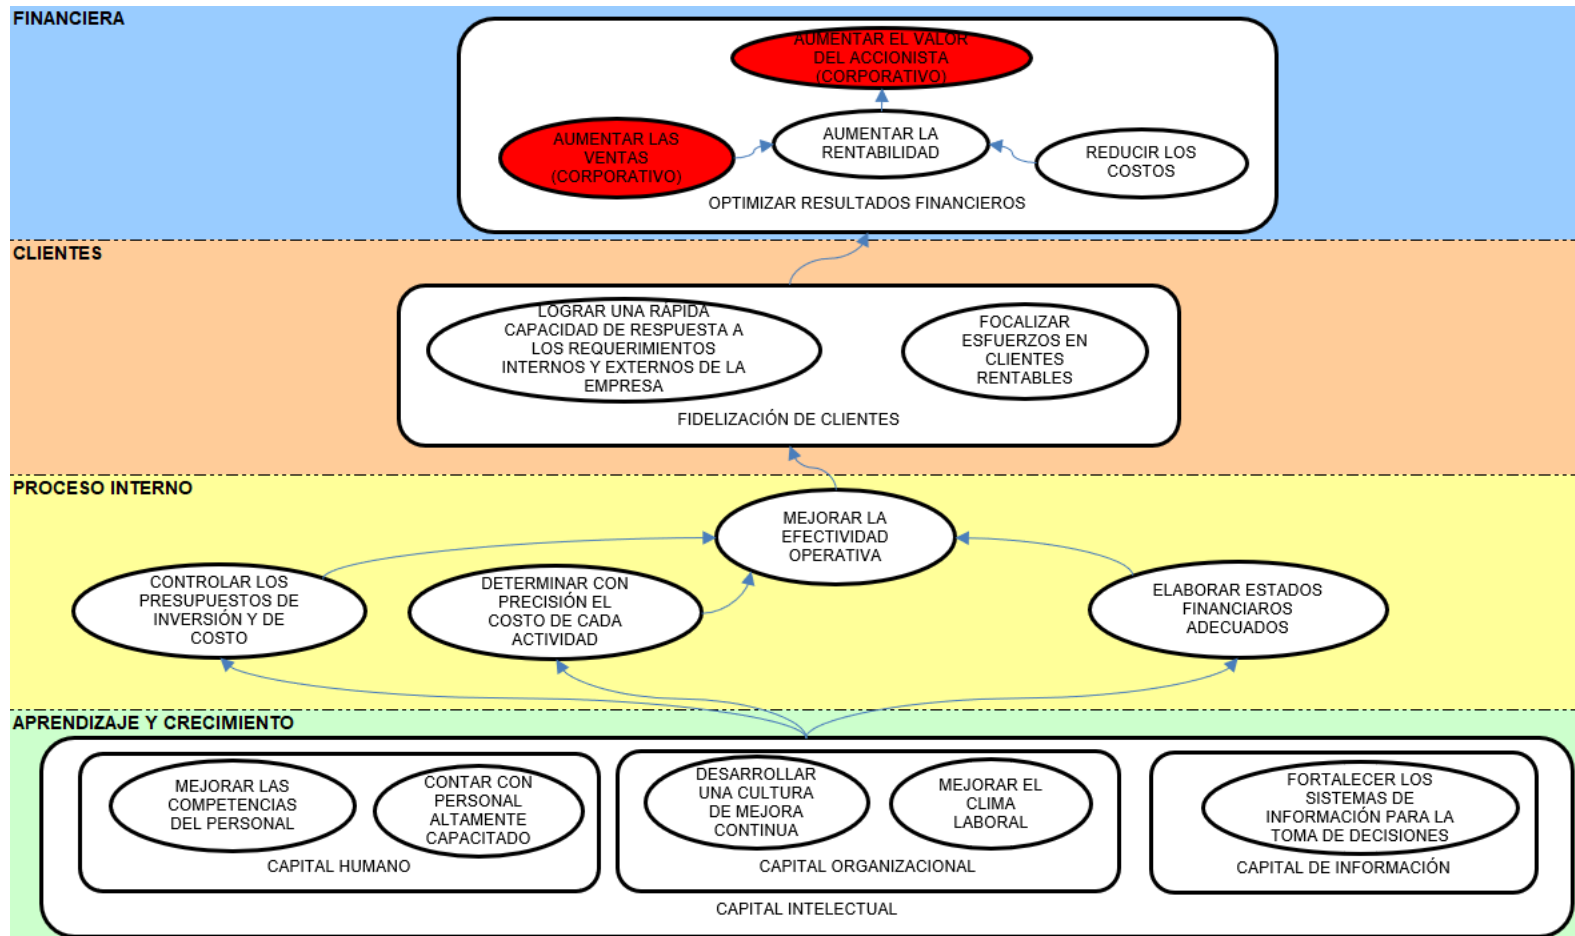 FINANCIERA
AUMENTAR EL VALOR
DEL ACCIONISTA
(CORPORATIVO)
AUMENTAR LAS
VENTAS
(CORPORATIVO)
AUMENTAR LA
RENTABILIDAD
REDUCIR LOS
COSTOS
OPTIMIZAR RESULTADOS FINANCIEROS
CLIENTES
LOGRAR UNA RÁPIDA
CAPACIDAD DE RESPUESTA A
LOS REQUERIMIENTOS
INTERNOS Y EXTERNOS DE LA
EMPRESA
FOCALIZAR
ESFUERZOS EN
CLIENTES
RENTABLES
FIDELIZACIÓN DE CLIENTES
PROCESO INTERNO
MEJORAR LA
EFECTIVIDAD
OPERATIVA
CONTROLAR LOS
PRESUPUESTOS DE
INVERSIÓN Y DE
COSTO
DETERMINAR CON
PRECISIÓN EL
COSTO DE CADA
ACTIVIDAD
ELABORAR ESTADOS
FINANCIAROS
ADECUADOS
APRENDIZAJE Y CRECIMIENTO
MEJORAR LAS
COMPETENCIAS
DEL PERSONAL
CONTAR CON
PERSONAL
ALTAMENTE
CAPACITADO
CAPITAL HUMANO
DESARROLLAR
UNA CULTURA
DE MEJORA
CONTINUA
MEJORAR EL
CLIMA
LABORAL
CAPITAL ORGANIZACIONAL
FORTALECER LOS
SISTEMAS DE
INFORMACIÓN PARA LA
TOMA DE DECISIONES
CAPITAL DE INFORMACIÓN
CAPITAL INTELECTUAL